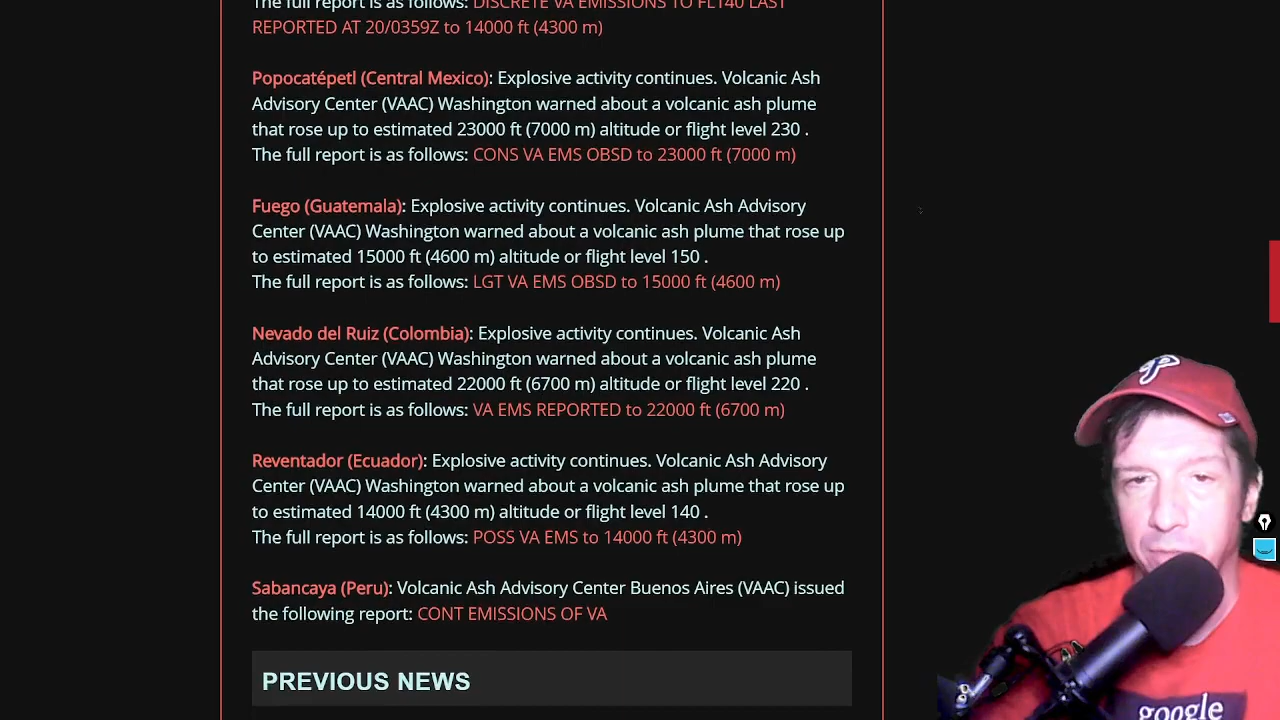 The full report is as follows: DISCRETE VA EMISSIONS TO FL140 LAST
REPORTED AT 20/0359Z to 14000 ft (4300 m)
Popocatépetl (Central Mexico): Explosive activity continues. Volcanic Ash
Advisory Center (VAAC) Washington warned about a volcanic ash plume
that rose up to estimated 23000 ft (7000 m) altitude or flight level 230 .
The full report is as follows: CONS VA EMS OBSD to 23000 ft (7000 m)
Fuego (Guatemala): Explosive activity continues. Volcanic Ash Advisory
Center (VAAC) Washington warned about a volcanic ash plume that rose up
to estimated 15000 ft (4600 m) altitude or flight level 150 .
The full report is as follows: LGT VA EMS OBSD to 15000 ft (4600 m)
Nevado del Ruiz (Colombia): Explosive activity continues. Volcanic Ash
Advisory Center (VAAC) Washington warned about a volcanic ash plume
that rose up to estimated 22000 ft (6700 m) altitude or flight level 220 .
The full report is as follows: VA EMS REPORTED to 22000 ft (6700 m)
Reventador (Ecuador): Explosive activity continues. Volcanic Ash Advisory
Center (VAAC) Washington warned about a volcanic ash plume that rose up
to estimated 14000 ft (4300 m) altitude or flight level 140 .
The full report is as follows: POSS VA EMS to 14000 ft (4300 m)
Sabancaya (Peru): Volcanic Ash Advisory Center Buenos Aires (VAAC) issued
the following report: CONT EMISSIONS OF VA
PREVIOUS NEWS
P
google